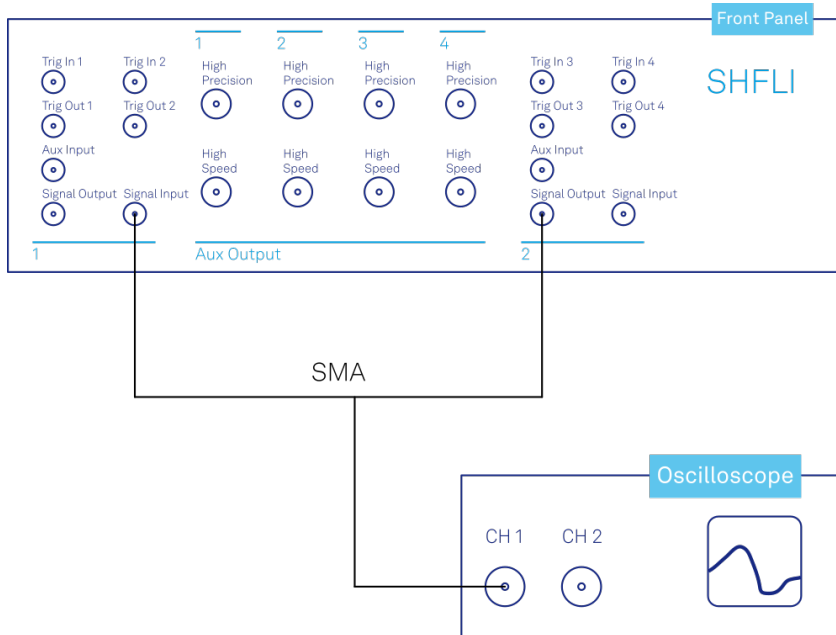 Front Panel
SHFLI
1
2
3
4
Trig In 1
Trig In 2
High
Precision
High
Precision
High
Precision
High
Precision
Trig In 3
Trig In 4
Trig Out 1
Trig Out 2
Trig Out 3
Trig Out 4
Aux Input
High
Speed
High
Speed
High
Speed
High
Speed
Aux Input
Signal Output
Signal Input
Signal Output
Signal Input
1
Aux Output
2
SMA
Oscilloscope
CH 1
CH 2